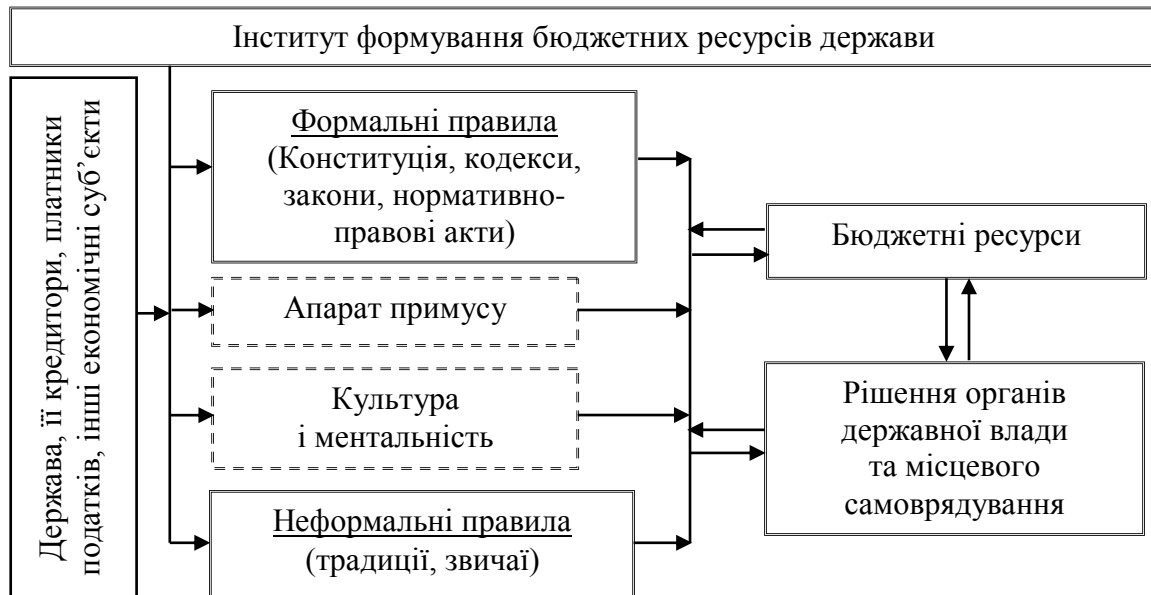 Інститут формування бюджетних ресурсів держави
Держава, її кредитори, платники
податків, інші економічні суб’єкти
Формальні правила
(Конституція, кодекси,
закони, нормативно-
правові акти)
Апарат примусу
Культура
і ментальність
Неформальні правила
(традиції, звичаї)
Бюджетні ресурси
Рішення органів
державної влади
та місцевого
самоврядування